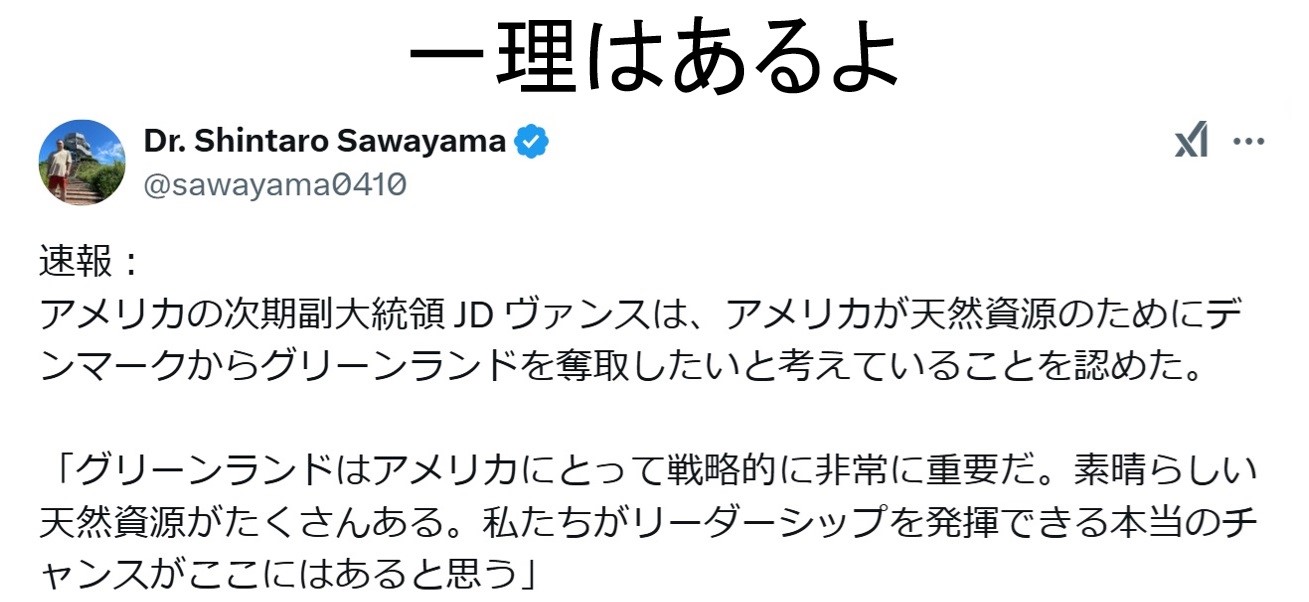 一理はあるよ
Dr. Shintaro Sawayama
@sawayama0410
速報：
アメリカの次期副大統領 JD ヴァンスは、アメリカが天然資源のためにデ
ンマークからグリーンランドを奪取したいと考えていることを認めた。
「グリーンランドはアメリカにとって戦略的に非常に重要だ。素晴らしい
天然資源がたくさんある。私たちがリーダーシップを発揮できる本当のチ
ャンスがここにはあると思う」